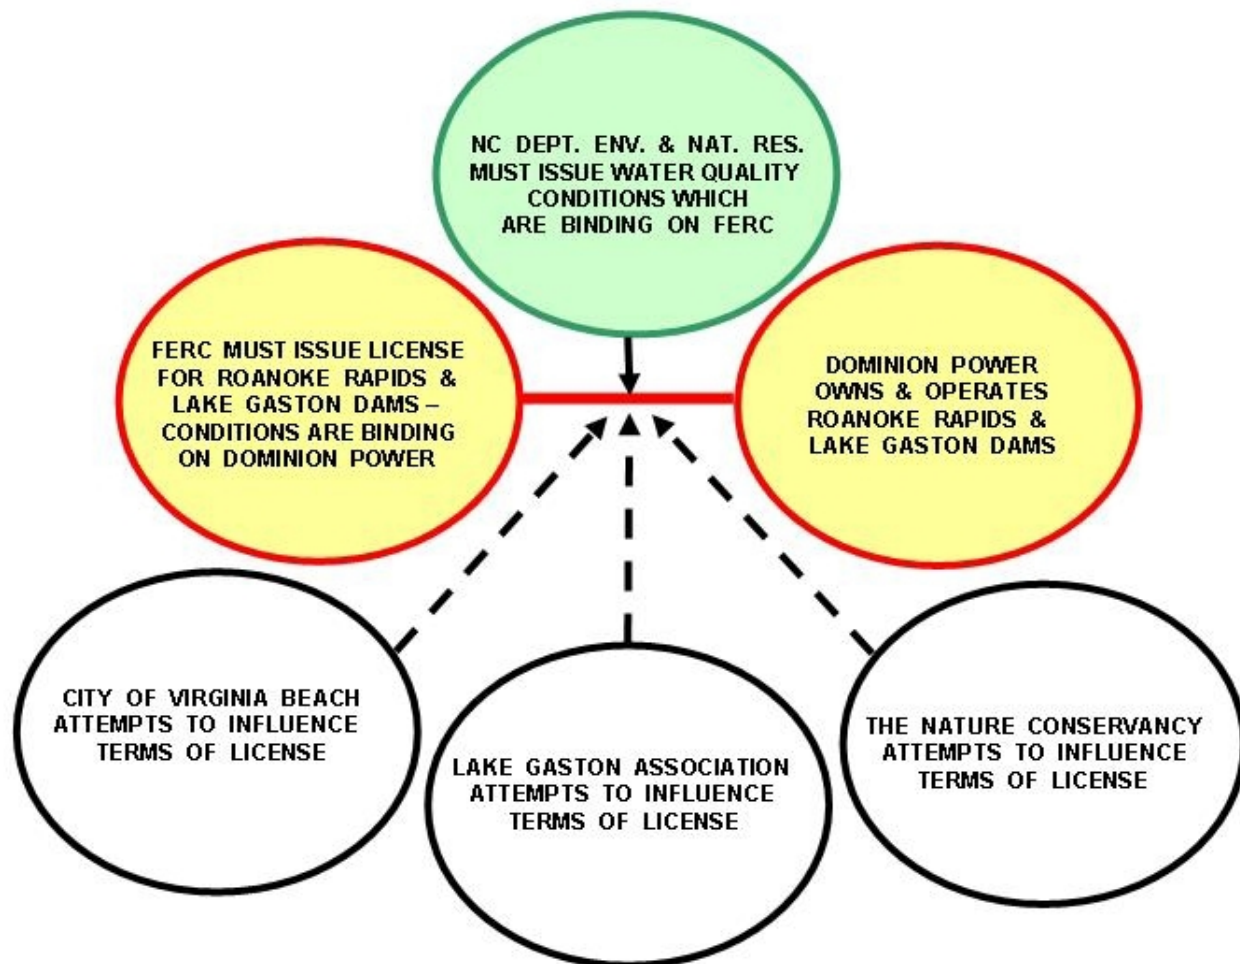 NC DEPT. ENV. & NAT. RES.
MUST ISSUE WATER QUALITY
CONDITIONS WHICH
ARE BINDING ON FERC
FERC MUST ISSUE LICENSE
FOR ROANOKE RAPIDS &
LAKE GASTON DAMS –
CONDITIONS ARE BINDING
ON DOMINION POWER
DOMINION POWER
OWNS & OPERATES
ROANOKE RAPIDS &
LAKE GASTON DAMS
CITY OF VIRGINIA BEACH
ATTEMPTS TO INFLUENCE
TERMS OF LICENSE
LAKE GASTON ASSOCIATION
ATTEMPTS TO INFLUENCE
TERMS OF LICENSE
THE NATURE CONSERVANCY
ATTEMPTS TO INFLUENCE
TERMS OF LICENSE